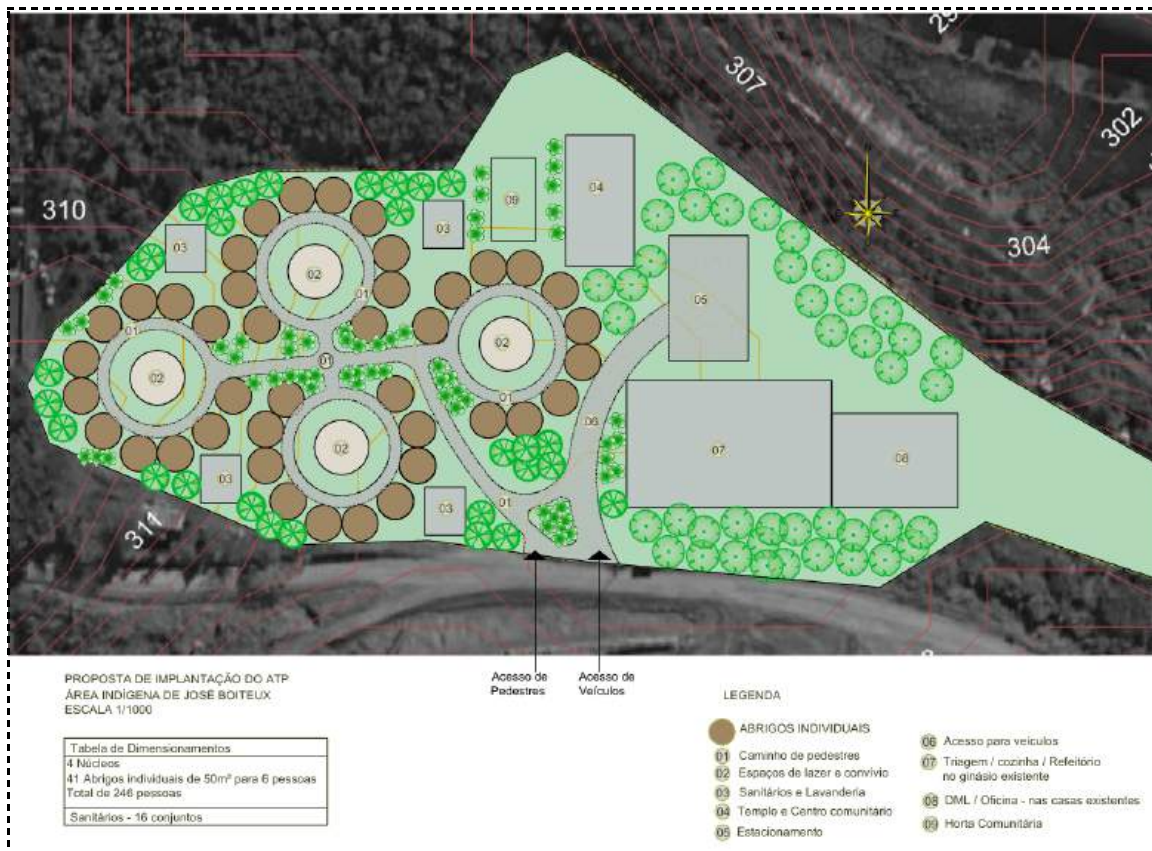 29
307
302
304
310
311
04
09
03
03
02
01
05
01
02
02
01
02
01
06
07
08
03
03
01
Acesso de
Pedestres
Acesso de
Veículos
PROPOSTA DE IMPLANTAÇÃO DO ATP
ÁREA INDÍGENA DE JOSÉ BOITEUX
ESCALA 1/1000
Tabela de Dimensionamentos
4 Núcleos
41 Abrigos individuais de 50m² para 6 pessoas
Total de 246 pessoas
Sanitários - 16 conjuntos
LEGENDA
ABRIGOS INDIVIDUAIS
01 Caminho de pedestres
02 Espaços de lazer e convívio
03 Sanitários e Lavanderia
04 Templo e Centro comunitário
05 Estacionamento
06 Acesso para veículos
07 Triagem / cozinha / Refeitório
no ginásio existente
08 DML / Oficina - nas casas existentes
09 Horta Comunitária